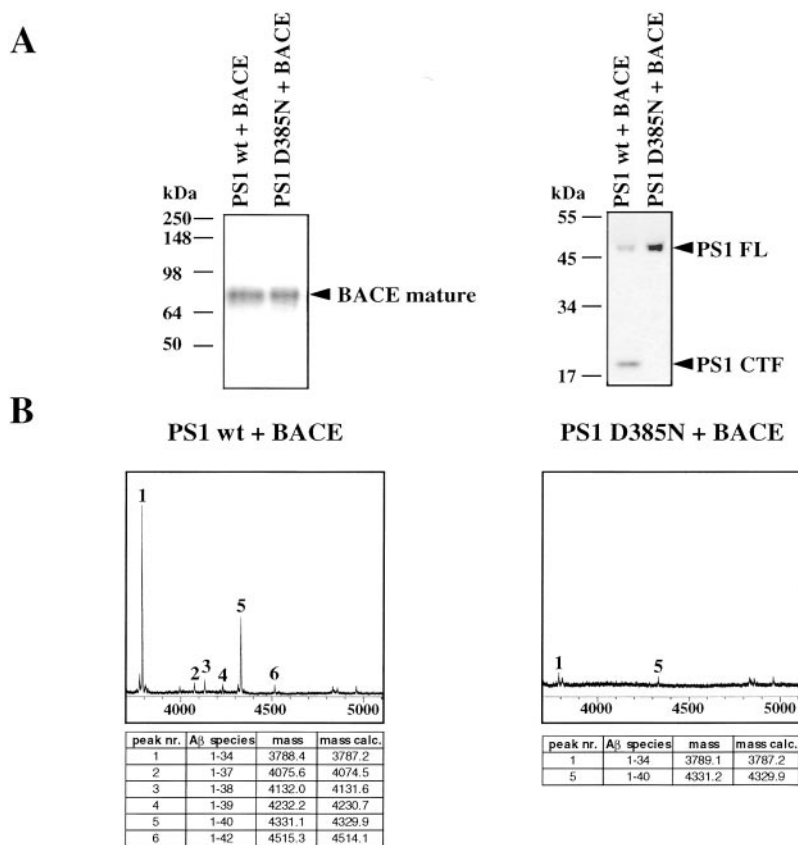 A
PS1 wt + BACE
PS1 D385N + BACE
kDa
250
148
98
64
50
BACE mature
PS1 wt + BACE
PS1 D385N + BACE
kDa
55
45
34
17
PS1 FL
PS1 CTF
B
PS1 wt + BACE
1
2
3
4
5
6
4000 4500 5000
peak nr. Aβ species mass mass calc.
1 1-34 3788.4 3787.2
2 1-37 4075.6 4074.5
3 1-38 4132.0 4131.6
4 1-39 4232.2 4230.7
5 1-40 4331.1 4329.9
6 1-42 4515.3 4514.1
PS1 D385N + BACE
1
5
4000 4500 5000
peak nr. Aβ species mass mass calc.
1 1-34 3789.1 3787.2
5 1-40 4331.2 4329.9